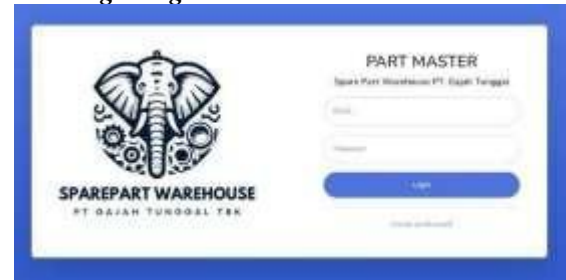 PART MASTER
Spare Part Warehouse PT. Gajah Tunggal
Login
SPAREPART WAREHOUSE
PT GAJAH TUNGGAL TBK